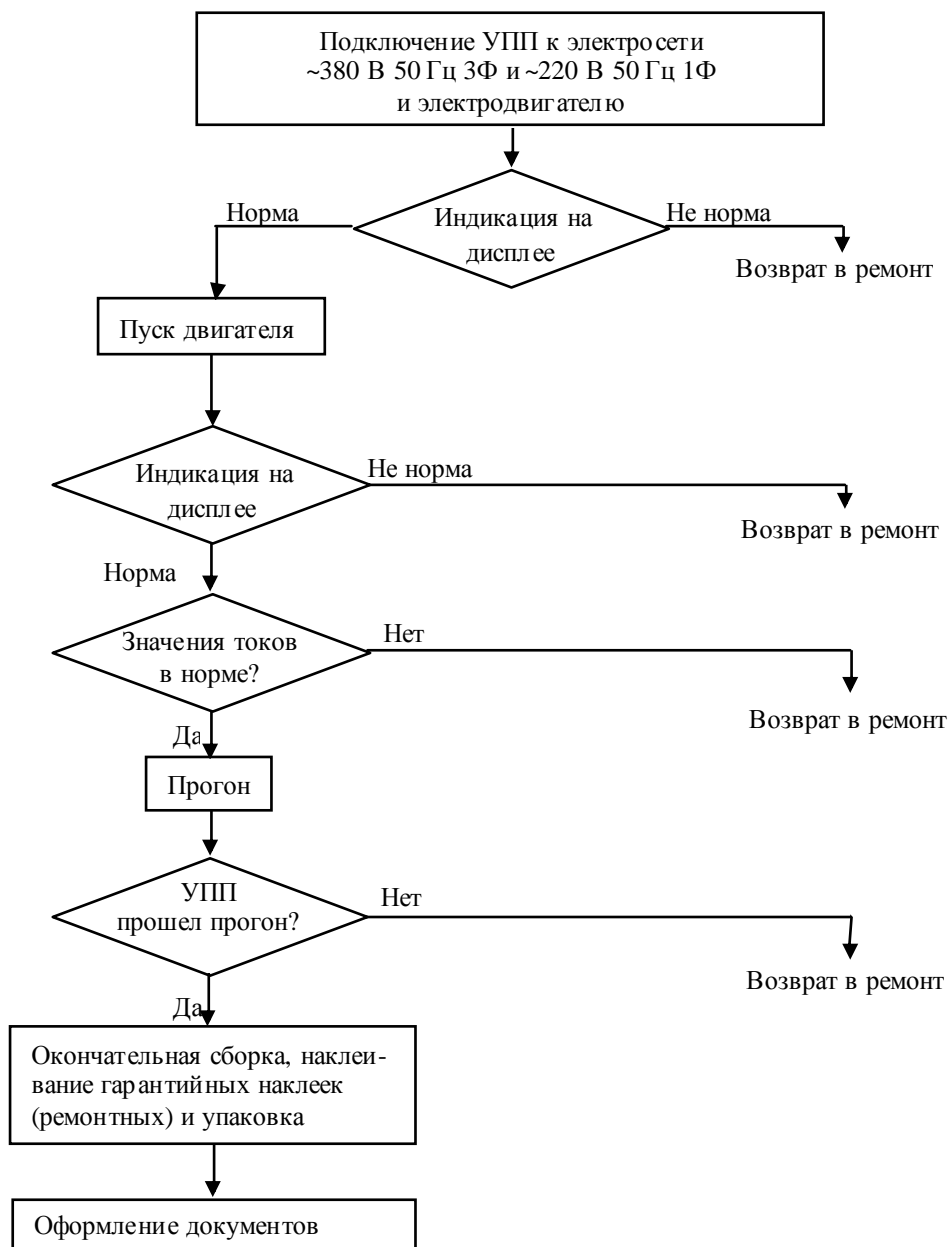 Подключение УПП к электросети
~380 В 50 Гц 3Ф и ~220 В 50 Гц 1Ф
и электродвигателю
Норма
Индикация на
дисплее
Не норма
Возврат в ремонт
Пуск двигателя
Индикация на
дисплее
Не норма
Возврат в ремонт
Норма
Значения токов
в норме?
Нет
Возврат в ремонт
Да
Прогон
УПП
прошел прогон?
Нет
Возврат в ремонт
Да
Окончательная сборка, наклеи-
вание гарантийных наклеек
(ремонтных) и упаковка
Оформление документов